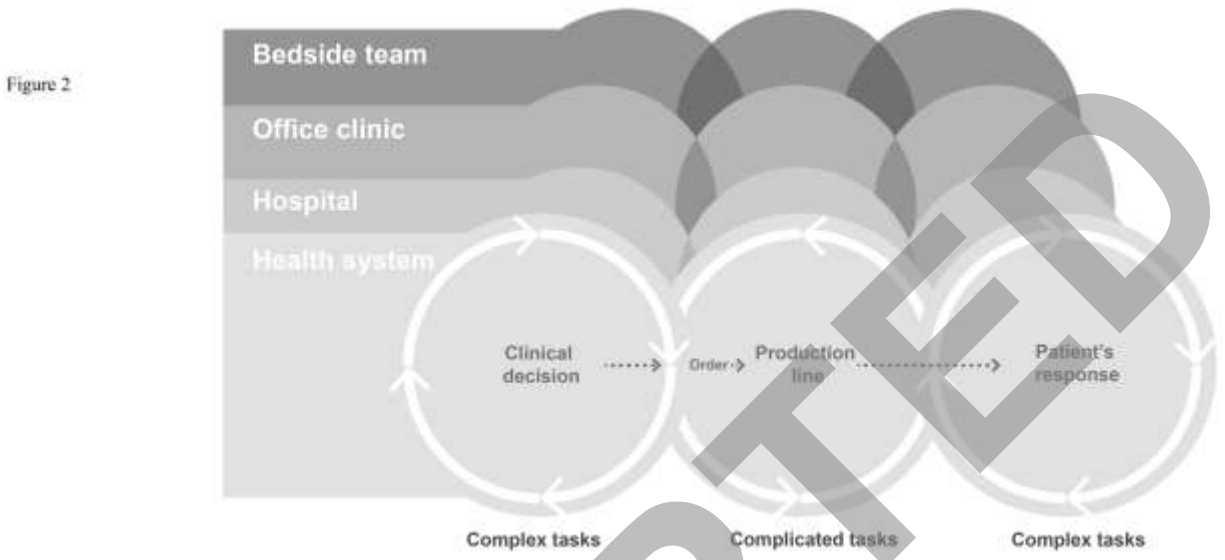 Figure 2
Bedside team
Office clinic
Hospital
Health system
Clinical
decision
Order
Production
line
Patient's
response
Complex tasks
Complicated tasks
Complex tasks
PTED